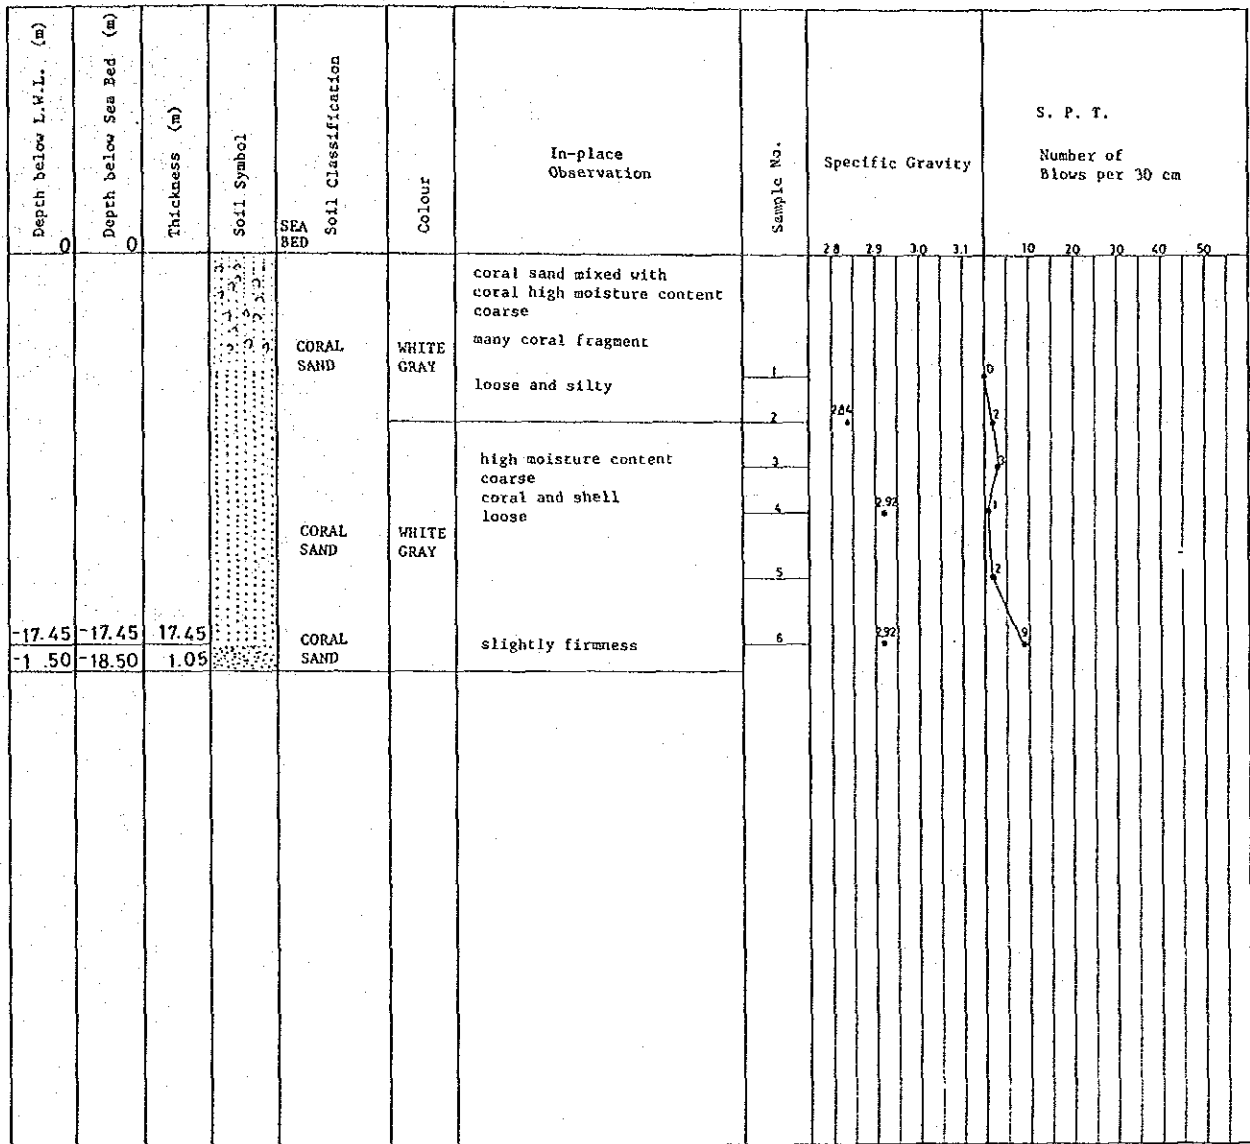 Depth below L.W.L. (m)
0
Depth below Sea Bed (m)
0
Thickness (m)
Soil Symbol
Soil Classification
SEA
BED
Colour
In-place
Observation
Sample No.
Specific Gravity
2.8 2.9 3.0 3.1
S. P. T.
Number of
Blows per 30 cm
10 20 30 40 50
coral sand mixed with
coral high moisture content
coarse
many coral fragment
CORAL
SAND
WHITE
GRAY
loose and silty
1
0
2
2.84
2
high moisture content
coarse
coral and shell
loose
3
3
4
2.92
1
CORAL
SAND
WHITE
GRAY
5
2
-17.45 -17.45 17.45
CORAL
SAND
slightly firmness
6
2.92
9
-1 .50 -18.50 1.05